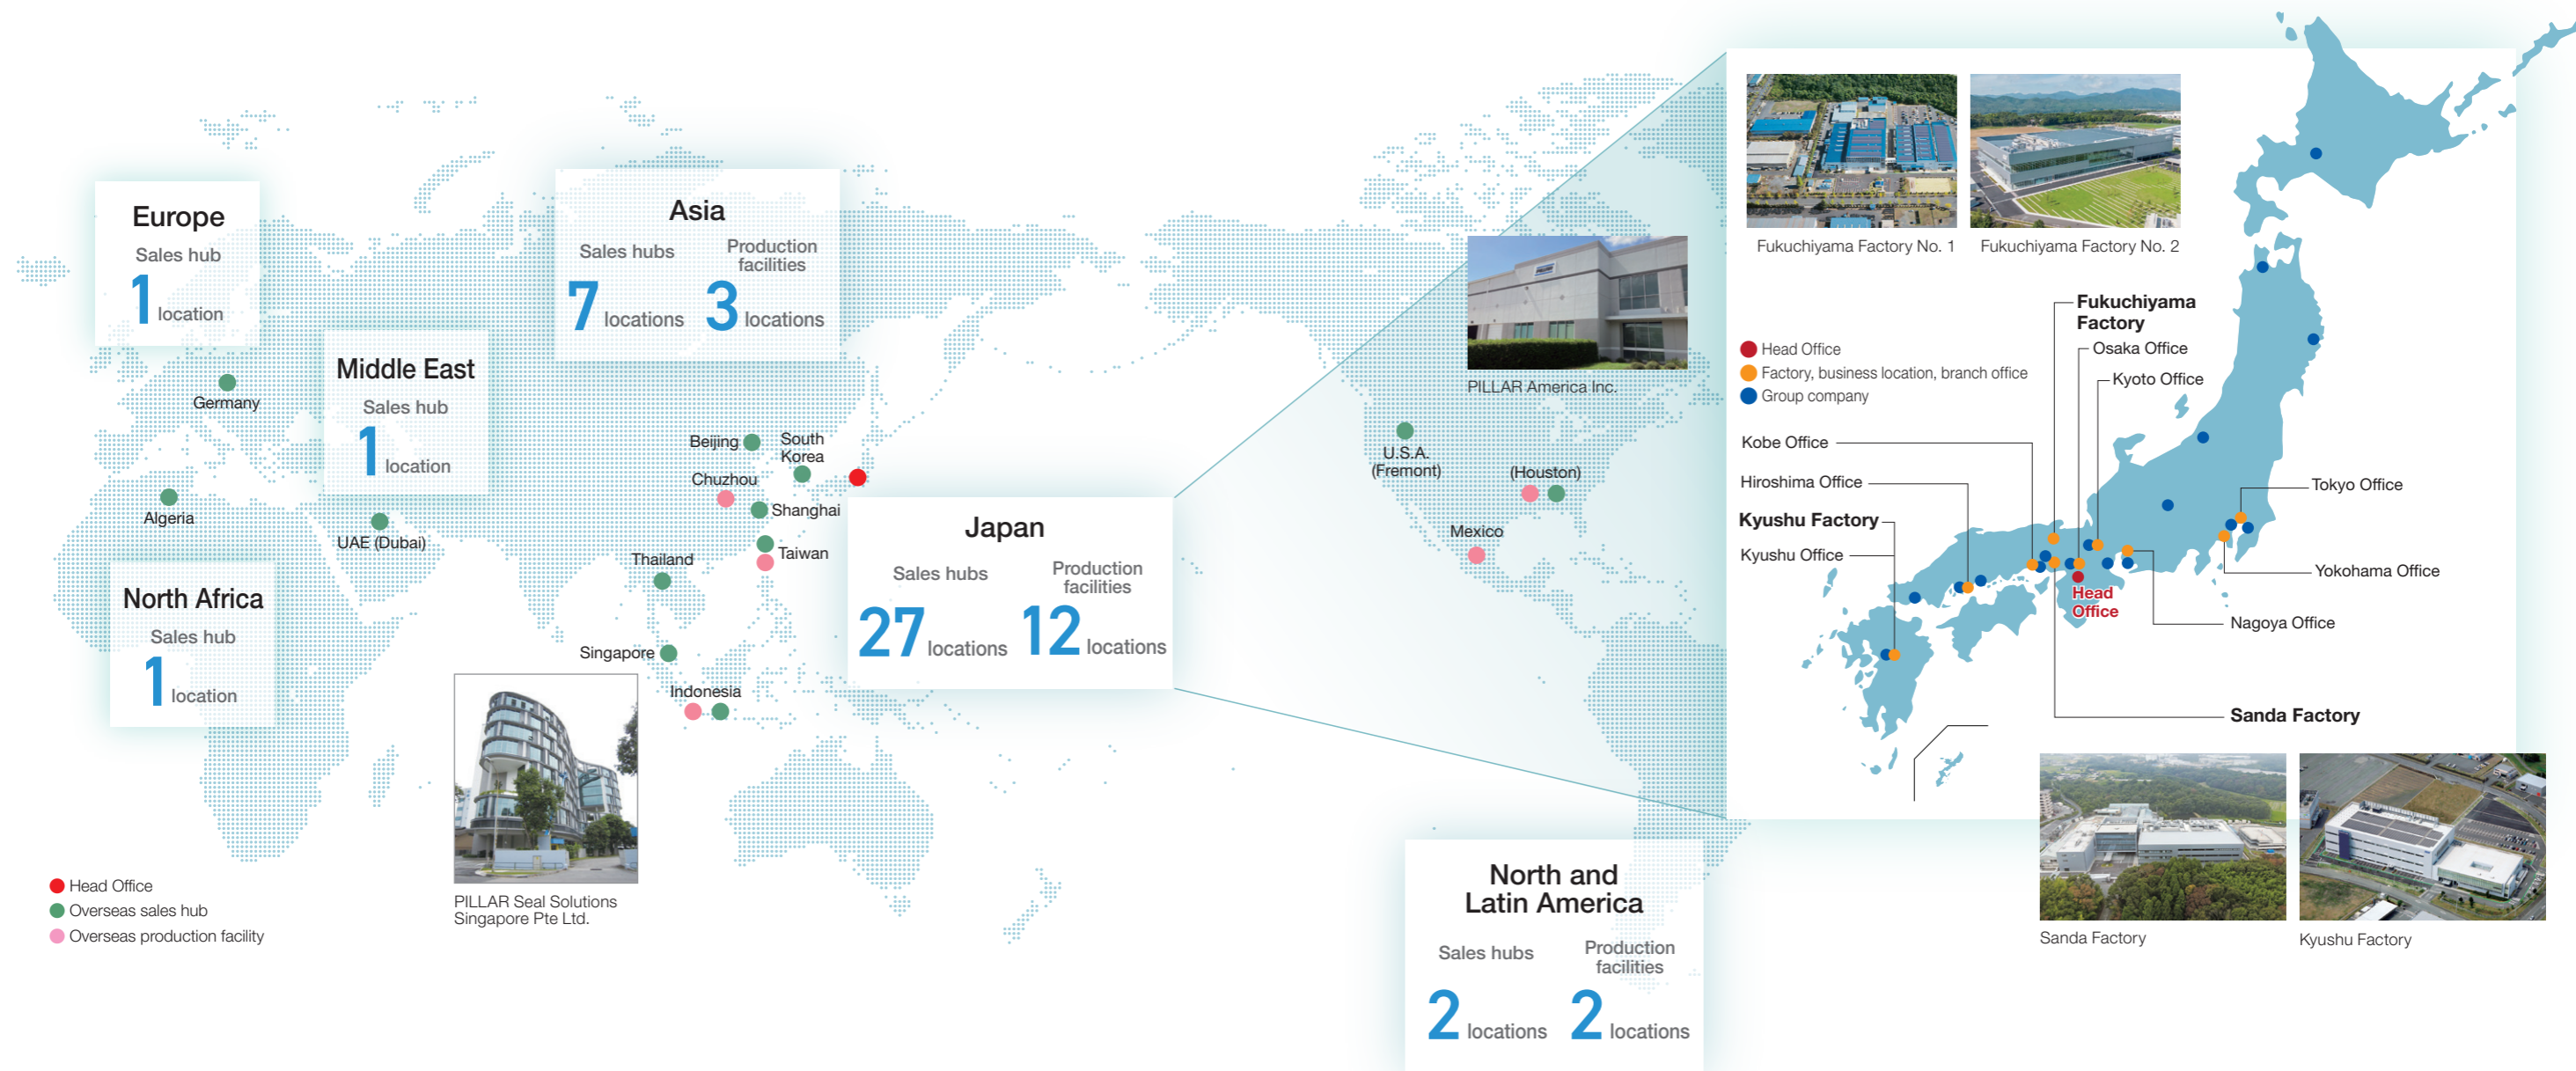 Europe
Sales hub
1 location
Germany
Algeria
North Africa
Sales hub
1 location
Middle East
Sales hub
1 location
UAE (Dubai)
Asia
Sales hubs
7 locations
Production
facilities
3 locations
Beijing
South
Korea
Chuzhou
Shanghai
Taiwan
Thailand
Singapore
Indonesia
Japan
Sales hubs
27 locations
Production
facilities
12 locations
PILLAR Seal Solutions
Singapore Pte Ltd.
Head Office
Overseas sales hub
Overseas production facility
PILLAR America Inc.
U.S.A.
(Fremont)
(Houston)
Mexico
North and
Latin America
Sales hubs
2 locations
Production
facilities
2 locations
Fukuchiyama Factory No. 1
Fukuchiyama Factory No. 2
Head Office
Factory, business location, branch office
Group company
Fukuchiyama
Factory
Osaka Office
Kyoto Office
Kobe Office
Hiroshima Office
Kyushu Factory
Kyushu Office
Tokyo Office
Yokohama Office
Head
Office
Nagoya Office
Sanda Factory
Sanda Factory
Kyushu Factory